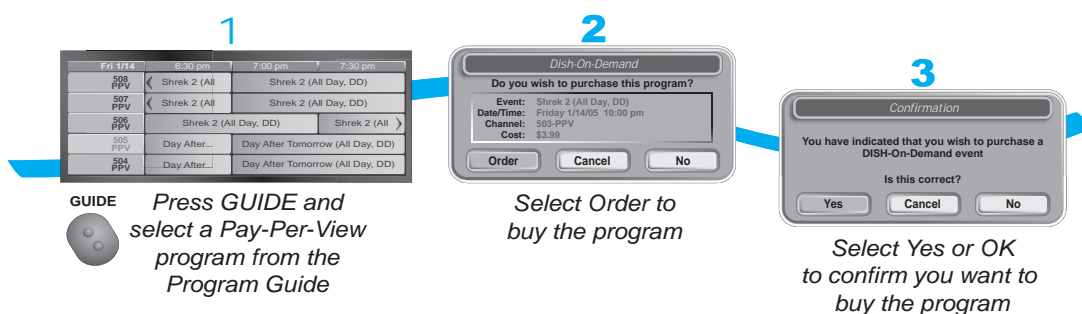 1
Fri 1/14 6:30 pm 7:00 pm 7:30 pm
508 PPV Shrek 2 (All Shrek 2 (All Day, DD)
507 PPV Shrek 2 (All Shrek 2 (All Day, DD)
506 PPV Shrek 2 (All Day, DD) Shrek 2 (All
505 PPV Day After... Day After Tomorrow (All Day, DD)
504 PPV Day After... Day After Tomorrow (All Day, DD)
GUIDE
Press GUIDE and
select a Pay-Per-View
program from the
Program Guide
2
Dish-On-Demand
Do you wish to purchase this program?
Event: Shrek 2 (All Day, DD)
Date/Time: Friday 1/14/05 10:00 pm
Channel: 503-PPV
Cost: $3.99
Order Cancel No
Select Order to
buy the program
3
Confirmation
You have indicated that you wish to purchase a
DISH-On-Demand event
Is this correct?
Yes Cancel No
Select Yes or OK
to confirm you want to
buy the program